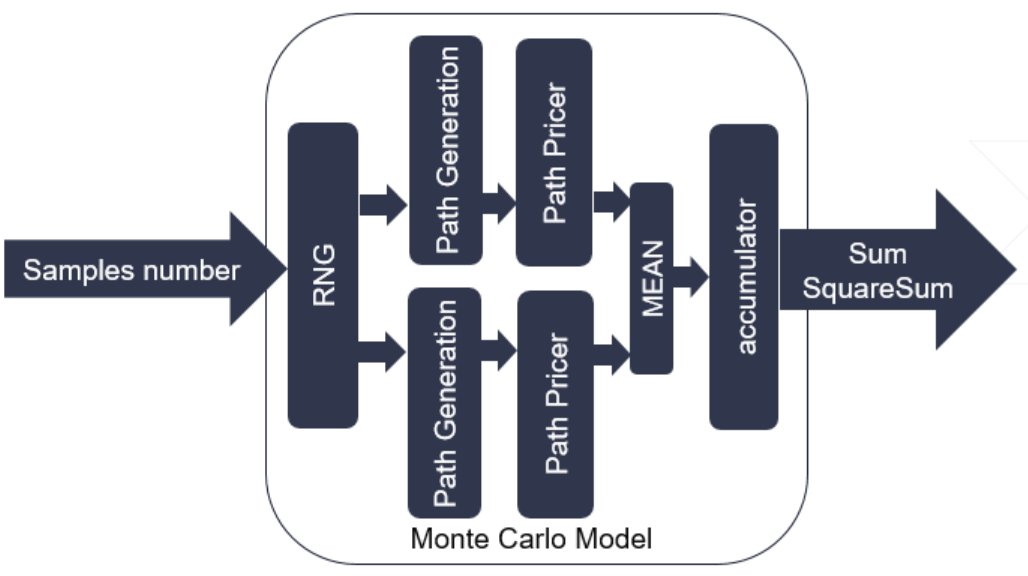 Samples number
RNG
Path Generation
Path Pricer
Path Generation
Path Pricer
MEAN
accumulator
Sum
SquareSum
Monte Carlo Model